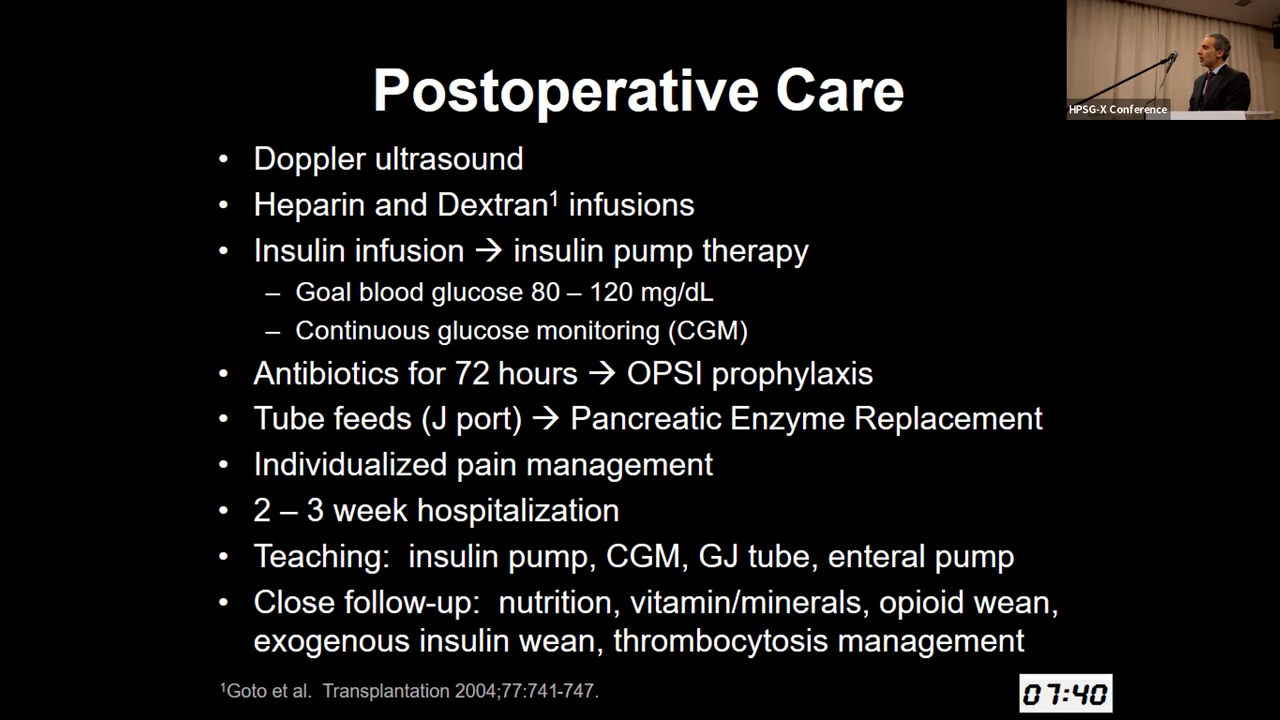 HPSG-X Conference
Postoperative Care
• Doppler ultrasound
• Heparin and Dextran¹ infusions
• Insulin infusion → insulin pump therapy
– Goal blood glucose 80 – 120 mg/dL
– Continuous glucose monitoring (CGM)
• Antibiotics for 72 hours → OPSI prophylaxis
• Tube feeds (J port) → Pancreatic Enzyme Replacement
• Individualized pain management
• 2 – 3 week hospitalization
• Teaching:  insulin pump, CGM, GJ tube, enteral pump
• Close follow-up:  nutrition, vitamin/minerals, opioid wean,
exogenous insulin wean, thrombocytosis management
¹Goto et al.  Transplantation 2004;77:741-747.
07:40